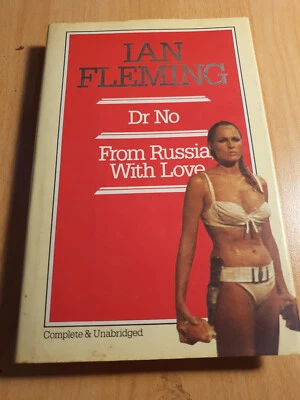 IAN
FLEMING
Dr No
From Russia,
With Love
Complete & Unabridged